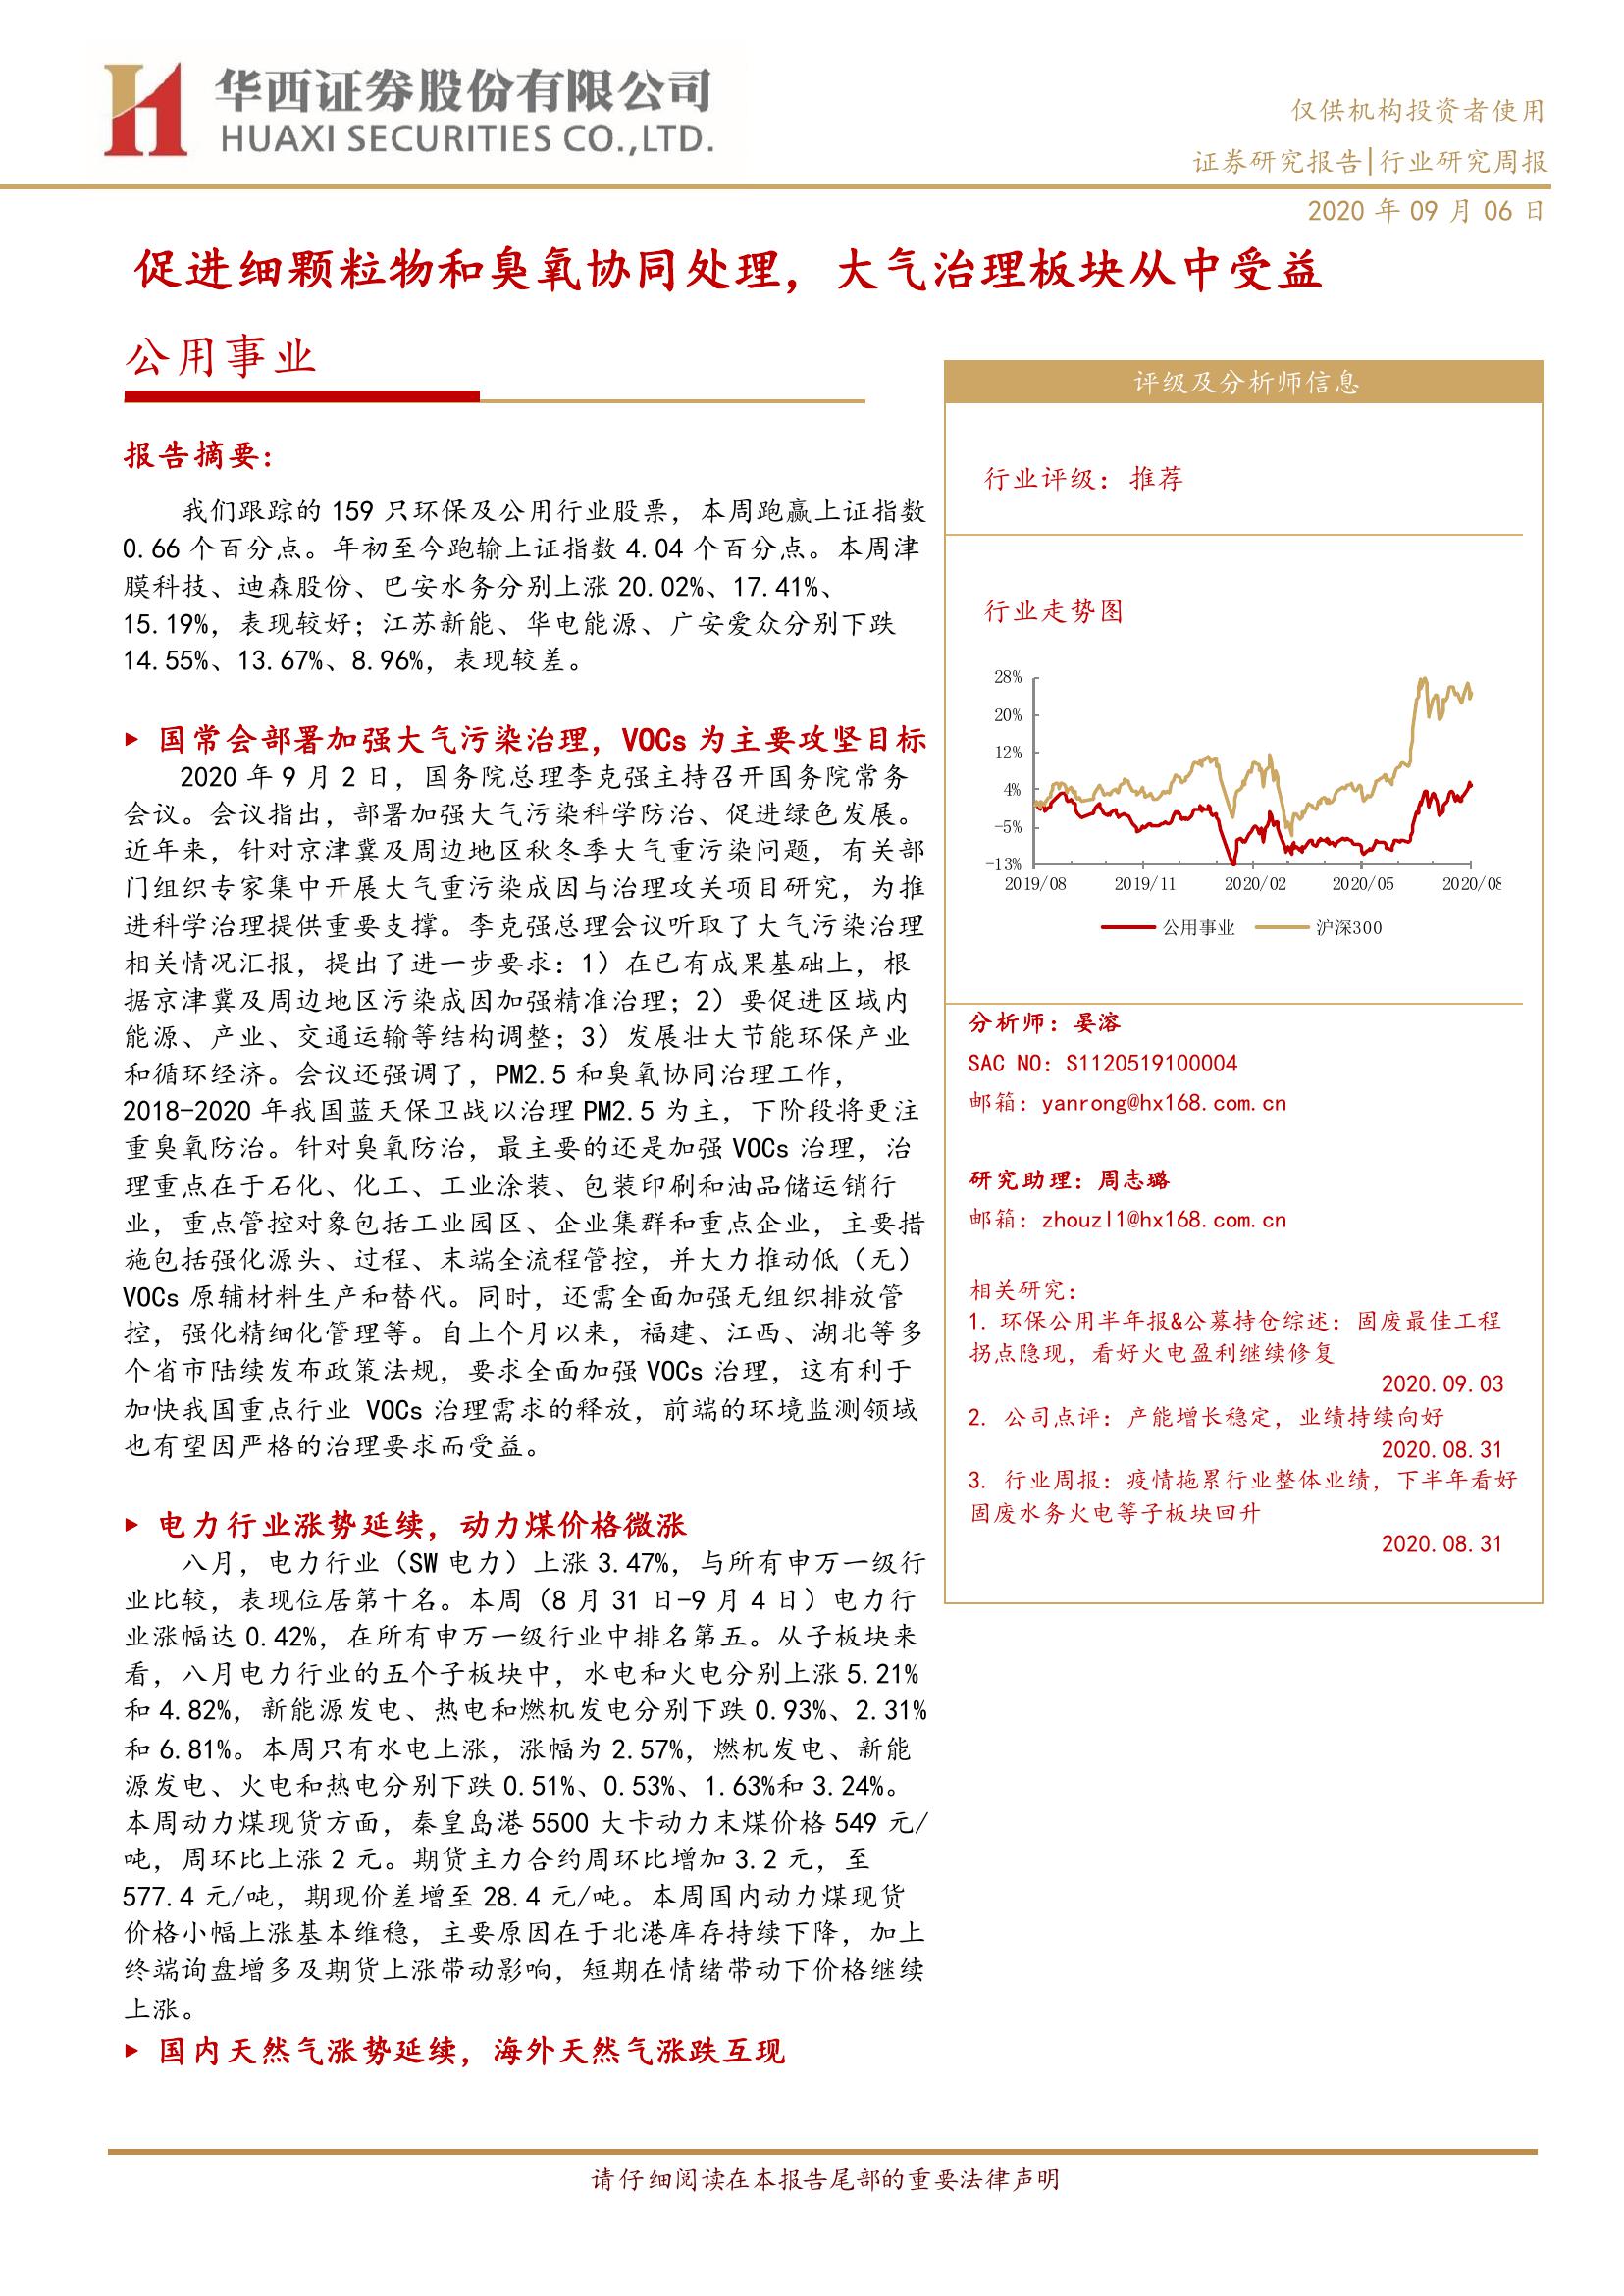 华西证券股份有限公司
HUAXI SECURITIES CO.,LTD.
仅供机构投资者使用
证券研究报告|行业研究周报
2020 年 09 月 06 日
促进细颗粒物和臭氧协同处理，大气治理板块从中受益
公用事业
报告摘要：
我们跟踪的 159 只环保及公用行业股票，本周跑赢上证指数
0.66 个百分点。年初至今跑输上证指数 4.04 个百分点。本周津
膜科技、迪森股份、巴安水务分别上涨 20.02%、17.41%、
15.19%，表现较好；江苏新能、华电能源、广安爱众分别下跌
14.55%、13.67%、8.96%，表现较差。
▶ 国常会部署加强大气污染治理，VOCs 为主要攻坚目标
2020 年 9 月 2 日，国务院总理李克强主持召开国务院常务
会议。会议指出，部署加强大气污染科学防治、促进绿色发展。
近年来，针对京津冀及周边地区秋冬季大气重污染问题，有关部
门组织专家集中开展大气重污染成因与治理攻关项目研究，为推
进科学治理提供重要支撑。李克强总理会议听取了大气污染治理
相关情况汇报，提出了进一步要求：1）在已有成果基础上，根
据京津冀及周边地区污染成因加强精准治理；2）要促进区域内
能源、产业、交通运输等结构调整；3）发展壮大节能环保产业
和循环经济。会议还强调了，PM2.5 和臭氧协同治理工作，
2018-2020 年我国蓝天保卫战以治理 PM2.5 为主，下阶段将更注
重臭氧防治。针对臭氧防治，最主要的还是加强 VOCs 治理，治
理重点在于石化、化工、工业涂装、包装印刷和油品储运销行
业，重点管控对象包括工业园区、企业集群和重点企业，主要措
施包括强化源头、过程、末端全流程管控，并大力推动低（无）
VOCs 原辅材料生产和替代。同时，还需全面加强无组织排放管
控，强化精细化管理等。自上个月以来，福建、江西、湖北等多
个省市陆续发布政策法规，要求全面加强 VOCs 治理，这有利于
加快我国重点行业 VOCs 治理需求的释放，前端的环境监测领域
也有望因严格的治理要求而受益。
▶ 电力行业涨势延续，动力煤价格微涨
八月，电力行业（SW 电力）上涨 3.47%，与所有申万一级行
业比较，表现位居第十名。本周（8 月 31 日-9 月 4 日）电力行
业涨幅达 0.42%，在所有申万一级行业中排名第五。从子板块来
看，八月电力行业的五个子板块中，水电和火电分别上涨 5.21%
和 4.82%，新能源发电、热电和燃机发电分别下跌 0.93%、2.31%
和 6.81%。本周只有水电上涨，涨幅为 2.57%，燃机发电、新能
源发电、火电和热电分别下跌 0.51%、0.53%、1.63%和 3.24%。
本周动力煤现货方面，秦皇岛港 5500 大卡动力末煤价格 549 元/
吨，周环比上涨 2 元。期货主力合约周环比增加 3.2 元，至
577.4 元/吨，期现价差增至 28.4 元/吨。本周国内动力煤现货
价格小幅上涨基本维稳，主要原因在于北港库存持续下降，加上
终端询盘增多及期货上涨带动影响，短期在情绪带动下价格继续
上涨。
▶ 国内天然气涨势延续，海外天然气涨跌互现
评级及分析师信息
行业评级：推荐
行业走势图
28%
20%
12%
4%
-5%
-13%
2019/08 2019/11 2020/02 2020/05 2020/08
公用事业 沪深300
分析师：晏溶
SAC NO：S1120519100004
邮箱：yanrong@hx168.com.cn
研究助理：周志璐
邮箱：zhouzl1@hx168.com.cn
相关研究：
1. 环保公用半年报&公募持仓综述：固废最佳工程
拐点隐现，看好火电盈利继续修复
2020.09.03
2. 公司点评：产能增长稳定，业绩持续向好
2020.08.31
3. 行业周报：疫情拖累行业整体业绩，下半年看好
固废水务火电等子板块回升
2020.08.31
请仔细阅读在本报告尾部的重要法律声明